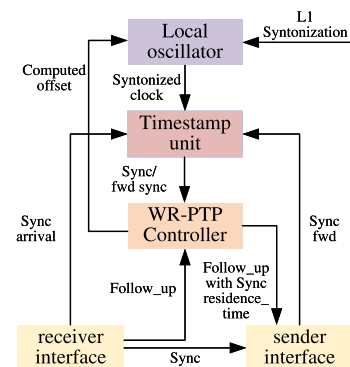 L1
Syntonization
Local
oscillator
Computed
offset
Syntonized
clock
Timestamp
unit
Sync/
fwd sync
Sync
arrival
WR-PTP
Controller
Sync
fwd
Follow_up
Follow_up
with Sync
residence_
time
receiver
interface
Sync
sender
interface